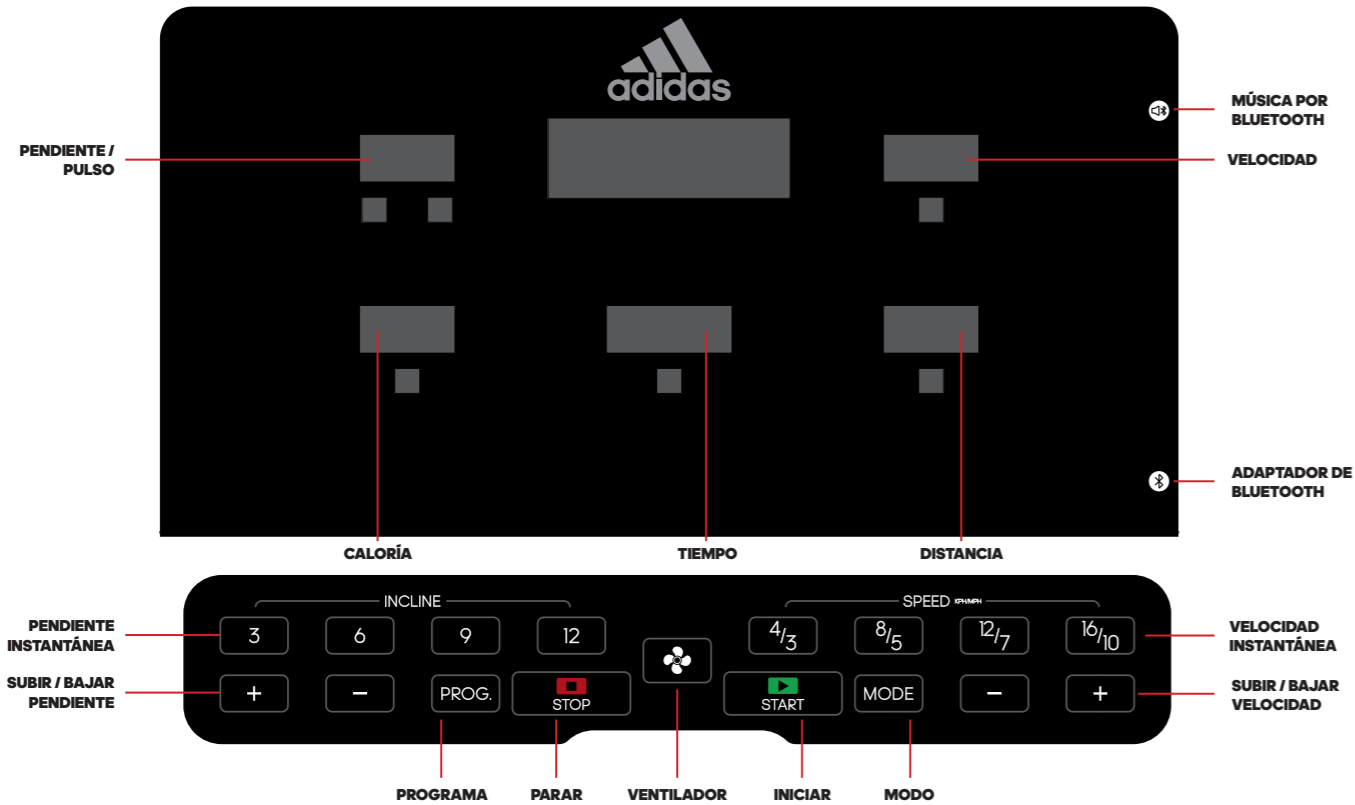 adidas
MÚSICA POR
BLUETOOTH
PENDIENTE /
PULSO
VELOCIDAD
ADAPTADOR DE
BLUETOOTH
CALORÍA
TIEMPO
DISTANCIA
INCLINE
SPEED KPH/MPH
PENDIENTE
INSTANTÁNEA
3
6
9
12
4/3
8/5
12/7
16/10
VELOCIDAD
INSTANTÁNEA
SUBIR / BAJAR
PENDIENTE
+
−
PROG.
STOP
START
MODE
−
+
SUBIR / BAJAR
VELOCIDAD
PROGRAMA
PARAR
VENTILADOR
INICIAR
MODO